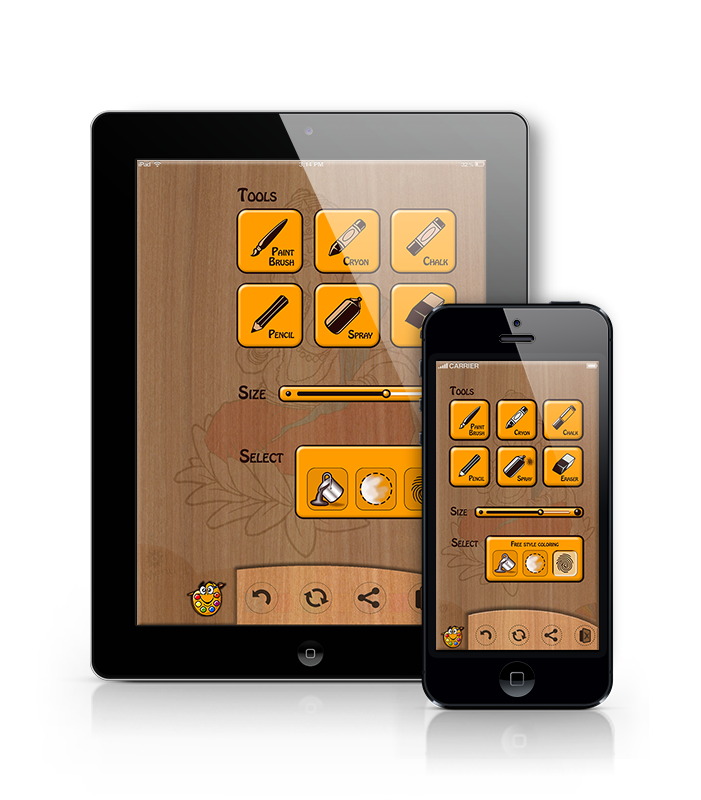 iPad
3:44 PM
Tools
Paint
Brush
Cryon
Chalk
Pencil
Spray
Size
Select
CARRIER
Tools
Paint
Brush
Cryon
Chalk
Pencil
Spray
Eraser
Size
Select
Free style coloring